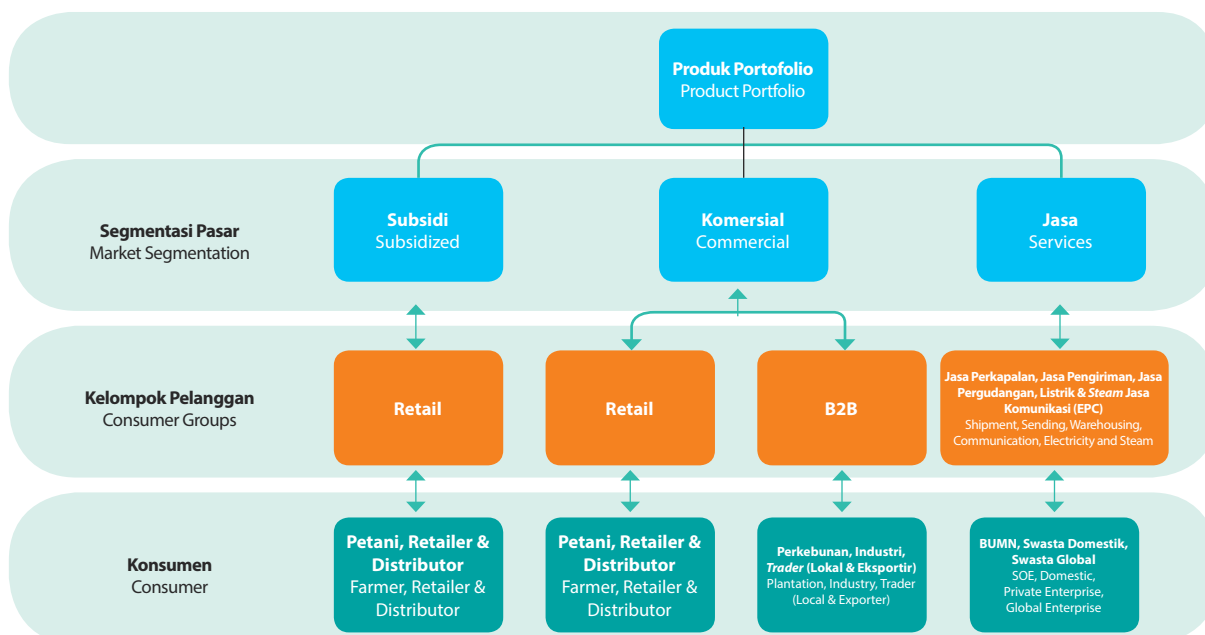 Produk Portofolio
Product Portfolio
Segmentasi Pasar
Market Segmentation
Subsidi
Subsidized
Komersial
Commercial
Jasa
Services
Kelompok Pelanggan
Consumer Groups
Retail
Retail
B2B
Jasa Perkapalan, Jasa Pengiriman, Jasa
Pergudangan, Listrik & Steam Jasa
Komunikasi (EPC)
Shipment, Sending, Warehousing,
Communication, Electricity and Steam
Konsumen
Consumer
Petani, Retailer &
Distributor
Farmer, Retailer &
Distributor
Petani, Retailer &
Distributor
Farmer, Retailer &
Distributor
Perkebunan, Industri,
Trader (Lokal & Eksportir)
Plantation, Industry, Trader
(Local & Exporter)
BUMN, Swasta Domestik,
Swasta Global
SOE, Domestic,
Private Enterprise,
Global Enterprise